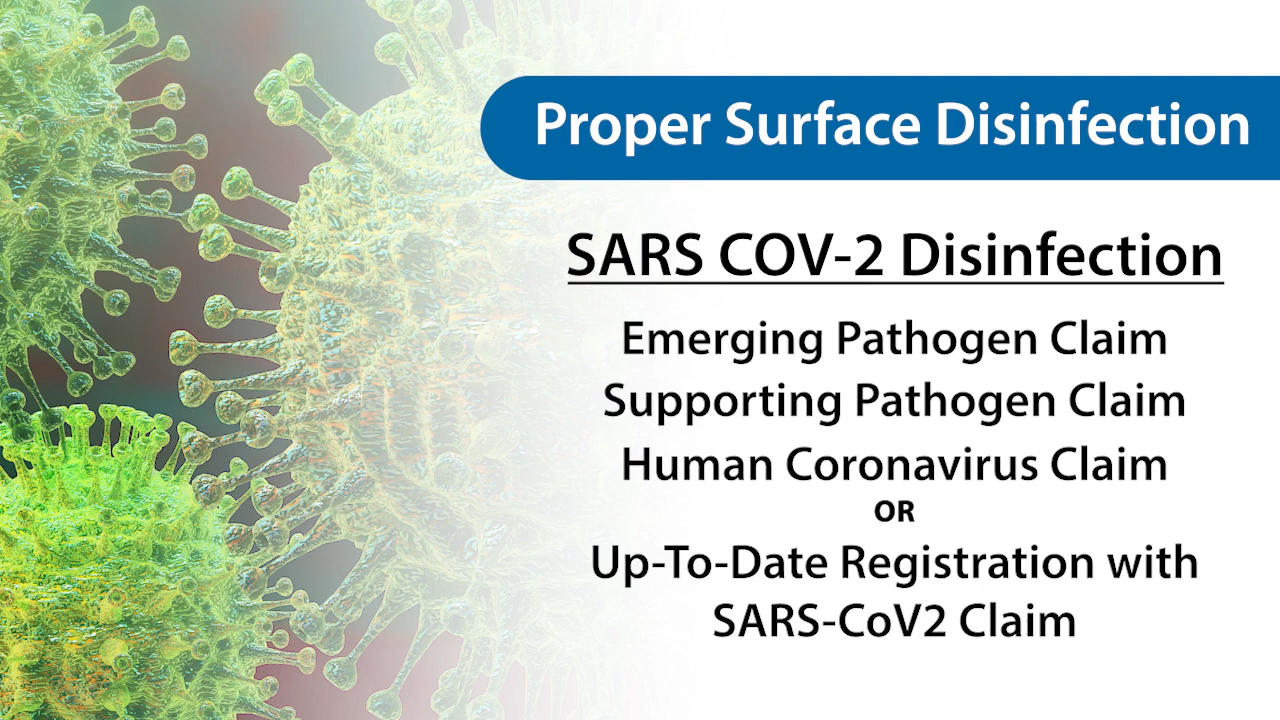 Proper Surface Disinfection
SARS COV-2 Disinfection
Emerging Pathogen Claim
Supporting Pathogen Claim
Human Coronavirus Claim
OR
Up-To-Date Registration with
SARS-CoV2 Claim